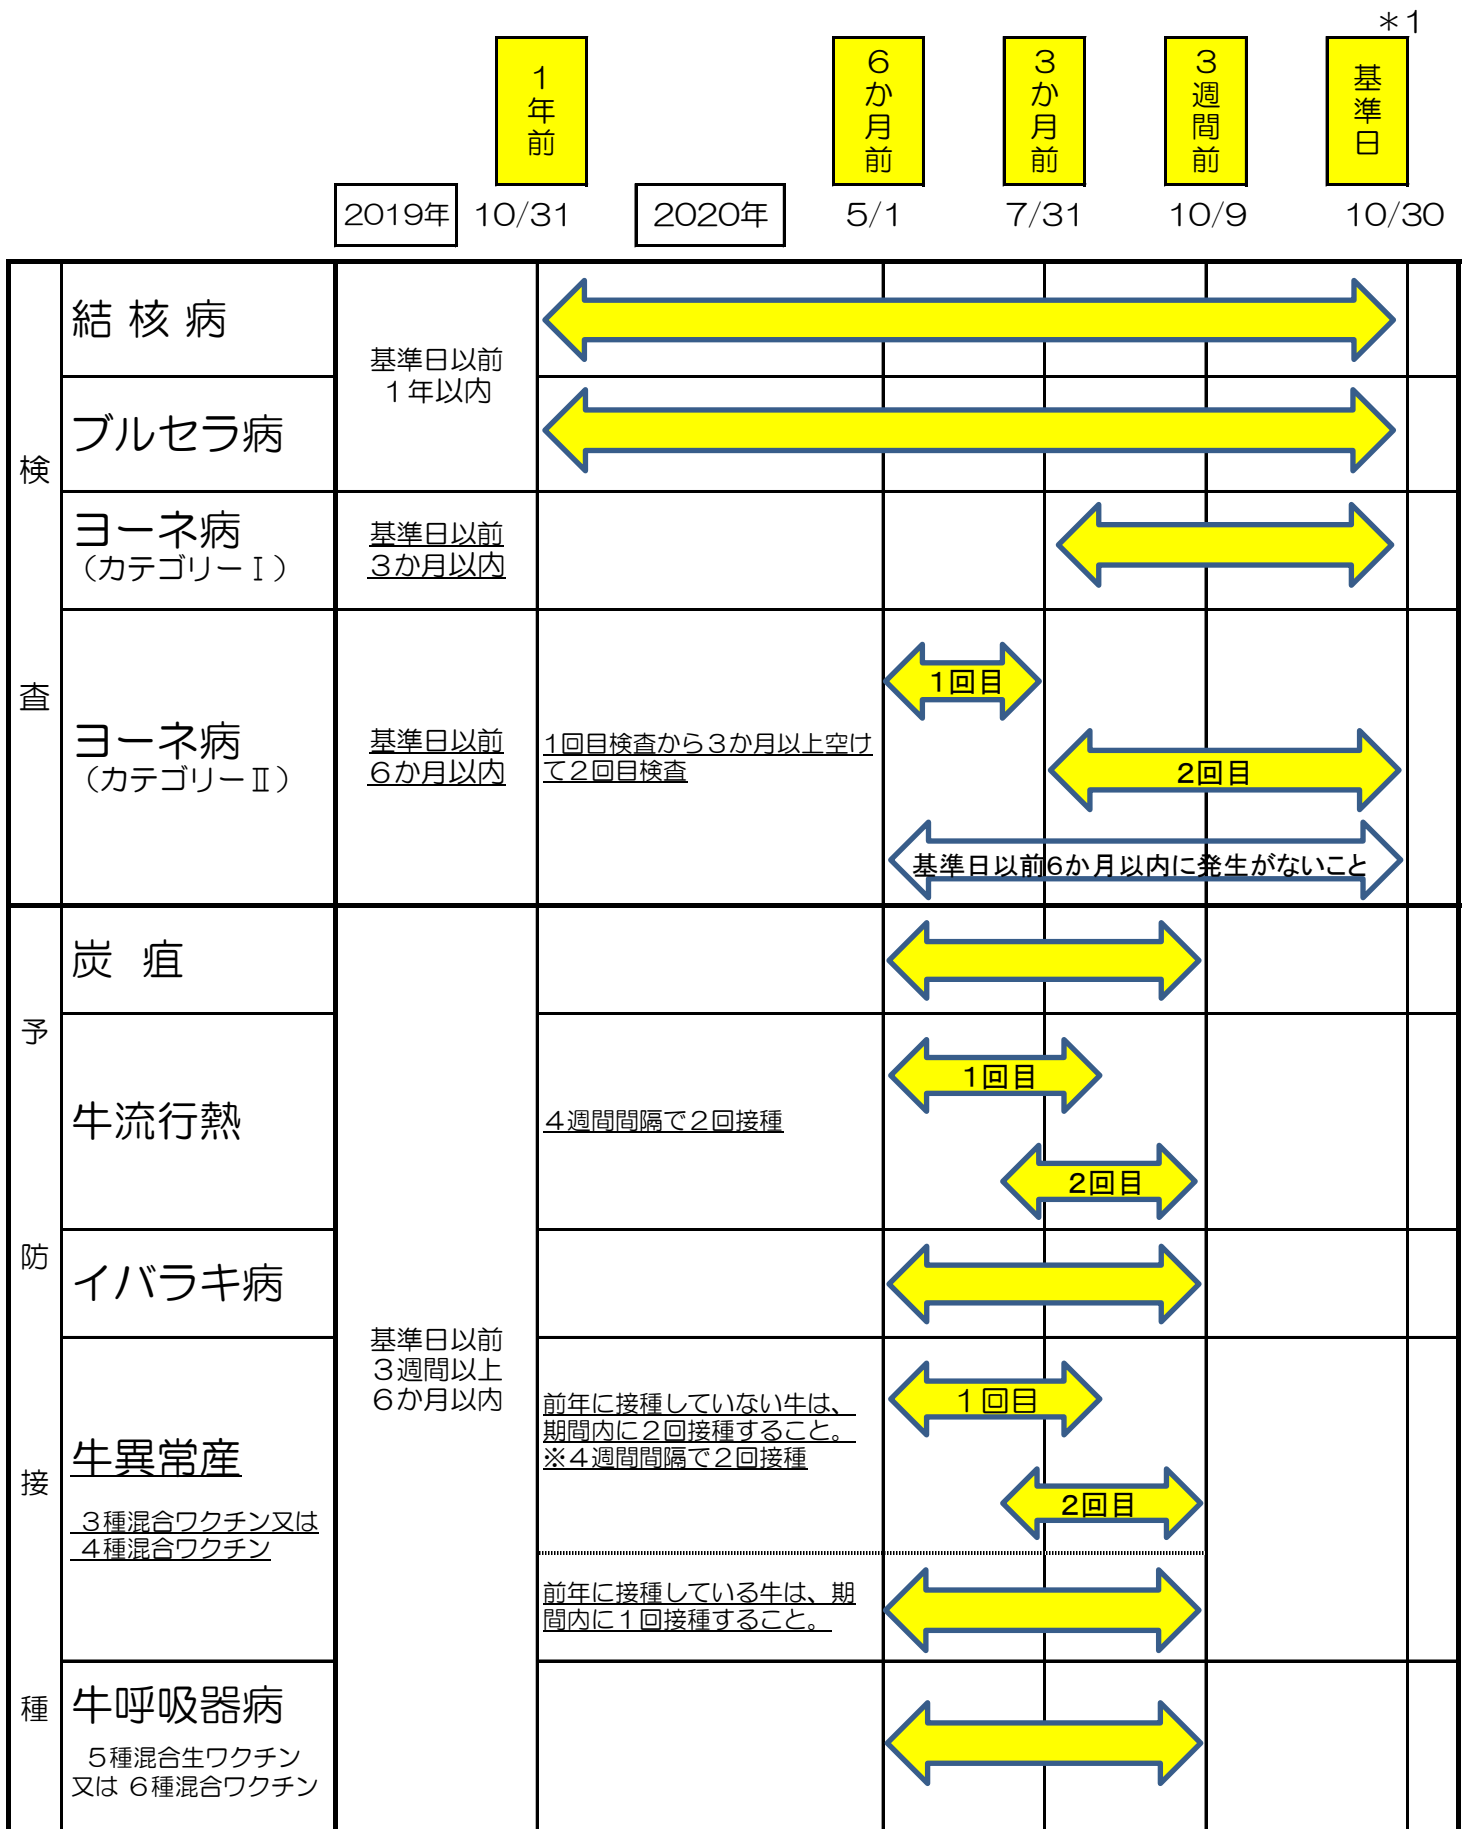 ＊1
１年前
６か月前
３か月前
３週間前
基準日
2019年
10/31
2020年
5/1
7/31
10/9
10/30
検査
結 核 病
基準日以前
１年以内
ブルセラ病
ヨーネ病
（カテゴリーⅠ）
基準日以前
３か月以内
ヨーネ病
（カテゴリーⅡ）
基準日以前
６か月以内
1回目検査から３か月以上空け
て２回目検査
1回目
2回目
基準日以前6か月以内に発生がないこと
予防接種
炭 疽
基準日以前
３週間以上
６か月以内
牛流行熱
４週間間隔で２回接種
1回目
2回目
イバラキ病
牛異常産
３種混合ワクチン又は
４種混合ワクチン
前年に接種していない牛は、
期間内に２回接種すること。
※４週間間隔で２回接種
１回目
2回目
前年に接種している牛は、期
間内に１回接種すること。
牛呼吸器病
５種混合生ワクチン
又は ６種混合ワクチン